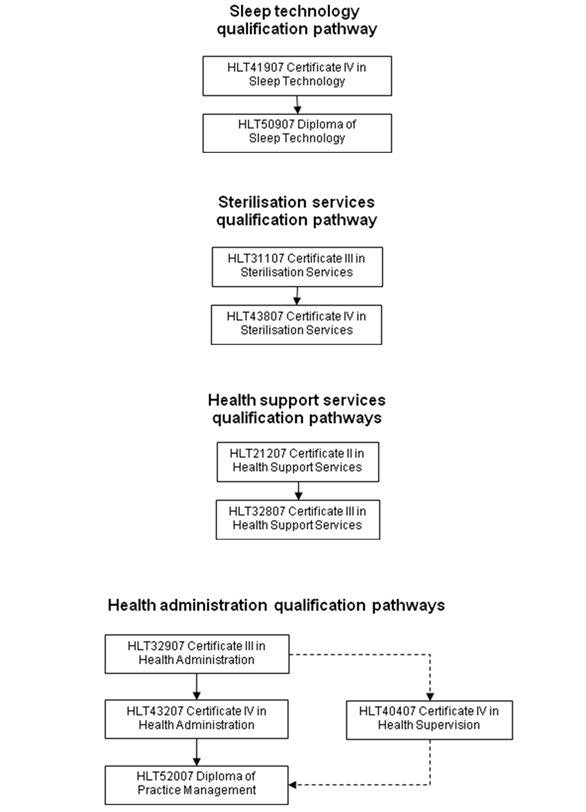 Sleep technology
qualification pathway
HLT41907 Certificate IV in
Sleep Technology
HLT50907 Diploma of
Sleep Technology
Sterilisation services
qualification pathway
HLT31107 Certificate III in
Sterilisation Services
HLT43807 Certificate IV in
Sterilisation Services
Health support services
qualification pathways
HLT21207 Certificate II in
Health Support Services
HLT32807 Certificate III in
Health Support Services
Health administration qualification pathways
HLT32907 Certificate III in
Health Administration
HLT43207 Certificate IV in
Health Administration
HLT40407 Certificate IV in
Health Supervision
HLT52007 Diploma of
Practice Management